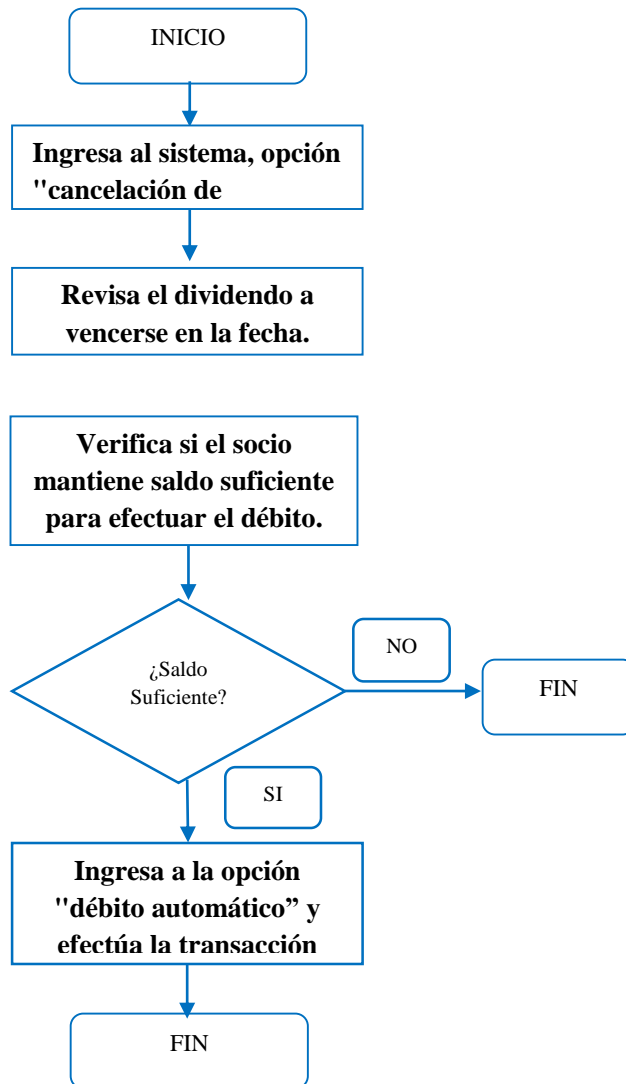 INICIO
Ingresa al sistema, opción
"cancelación de
Revisa el dividendo a
vencerse en la fecha.
Verifica si el socio
mantiene saldo suficiente
para efectuar el débito.
¿Saldo
Suficiente?
NO
FIN
SI
Ingresa a la opción
"débito automático” y
efectúa la transacción
FIN